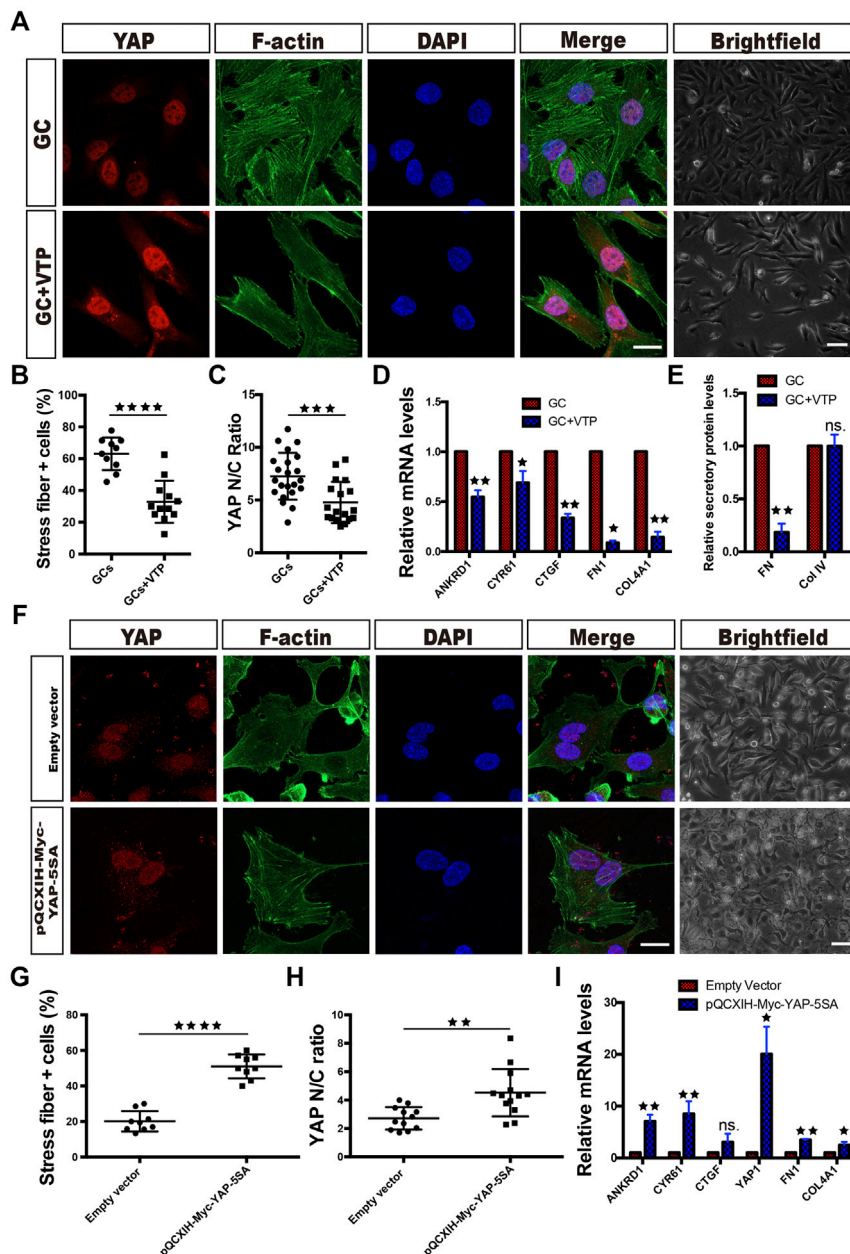 A
YAP F-actin DAPI Merge Brightfield
GC
GC+VTP
B
Stress fiber + cells (%)
100
80
60
40
20
0
★★★★
GCs
GCs+VTP
C
YAP N/C Ratio
15
10
5
0
★★★
GCs
GCs+VTP
D
Relative mRNA levels
GC
GC+VTP
1.5
1.0
0.5
0.0
★★ ★ ★★ ★ ★★
ANKRD1 CYR61 CTGF FN1 COL4A1
E
Relative secretory protein levels
GC
GC+VTP
1.5
1.0
0.5
0.0
★★ ns.
FN Col IV
F
YAP F-actin DAPI Merge Brightfield
Empty vector
pQCXIH-Myc-
YAP-5SA
G
Stress fiber + cells (%)
80
60
40
20
0
★★★★
Empty vector
pQCXIH-Myc-YAP-5SA
H
YAP N/C ratio
10
8
6
4
2
0
★★
Empty vector
pQCXIH-Myc-YAP-5SA
I
Relative mRNA levels
Empty Vector
pQCXIH-Myc-YAP-5SA
30
20
10
0
★★ ★★ ns. ★ ★★ ★
ANKRD1 CYR61 CTGF YAP1 FN1 COL4A1